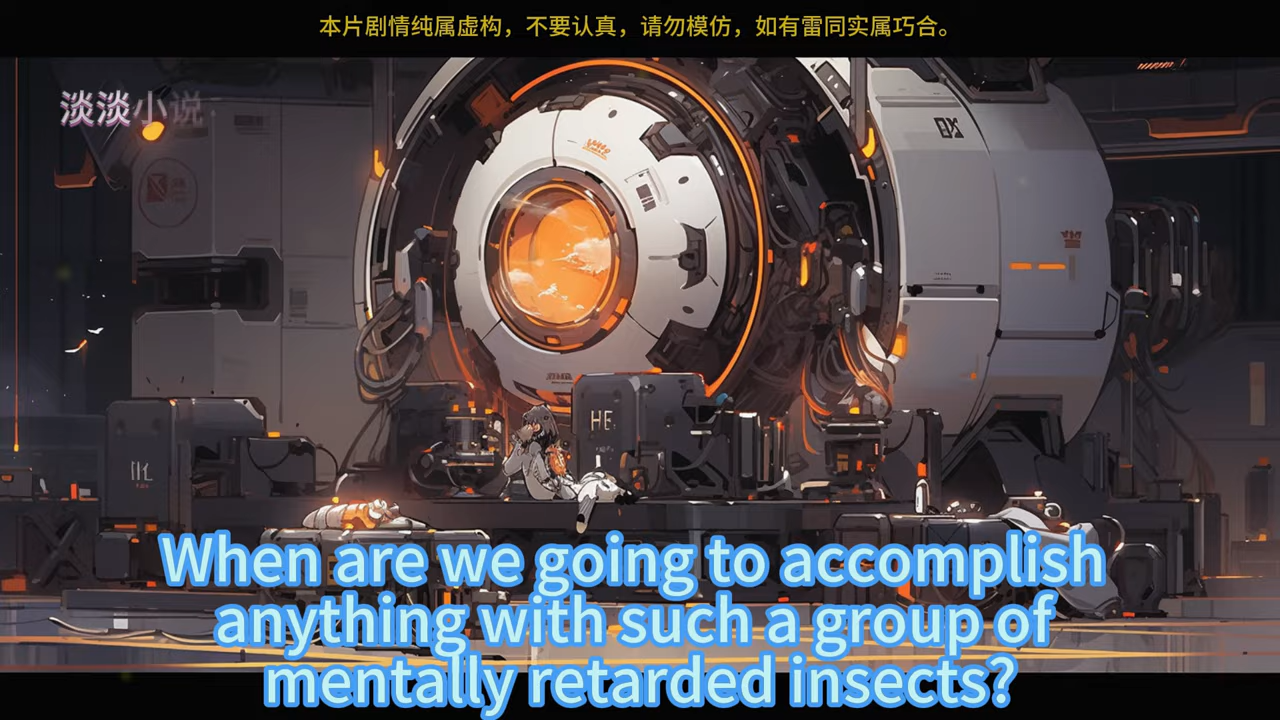 本片剧情纯属虚构，不要认真，请勿模仿，如有雷同实属巧合。
淡淡小说
HE
When are we going to accomplish
anything with such a group of
mentally retarded insects?